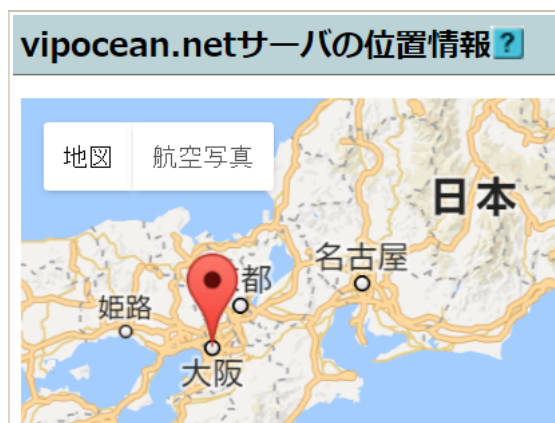 vipocean.netサーバの位置情報?
地図 航空写真
日本
名古屋
都
姫路
大阪